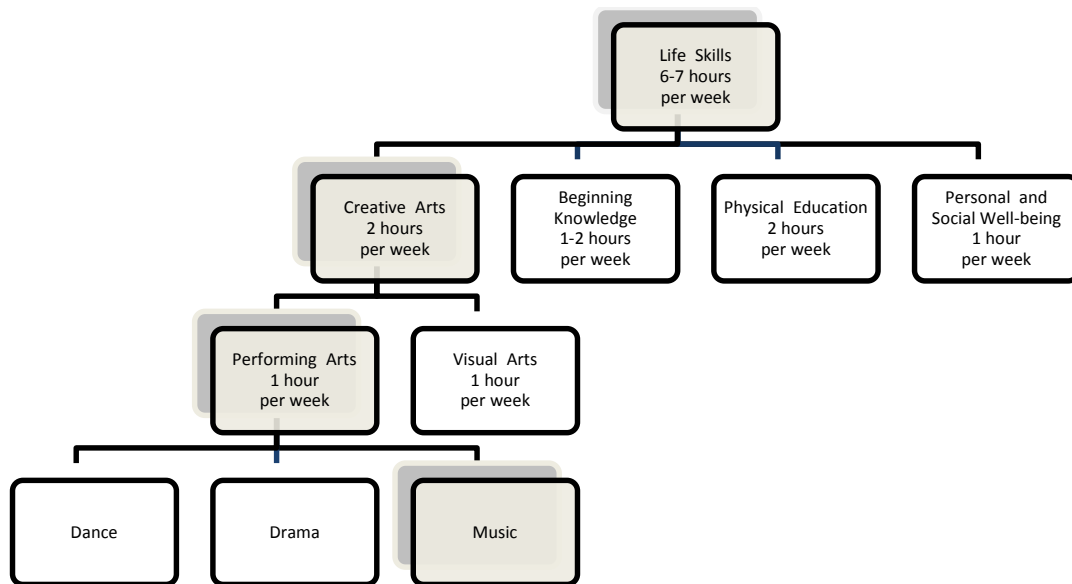 Life Skills
6-7 hours
per week
Creative Arts
2 hours
per week
Beginning
Knowledge
1-2 hours
per week
Physical Education
2 hours
per week
Personal and
Social Well-being
1 hour
per week
Performing Arts
1 hour
per week
Visual Arts
1 hour
per week
Dance
Drama
Music